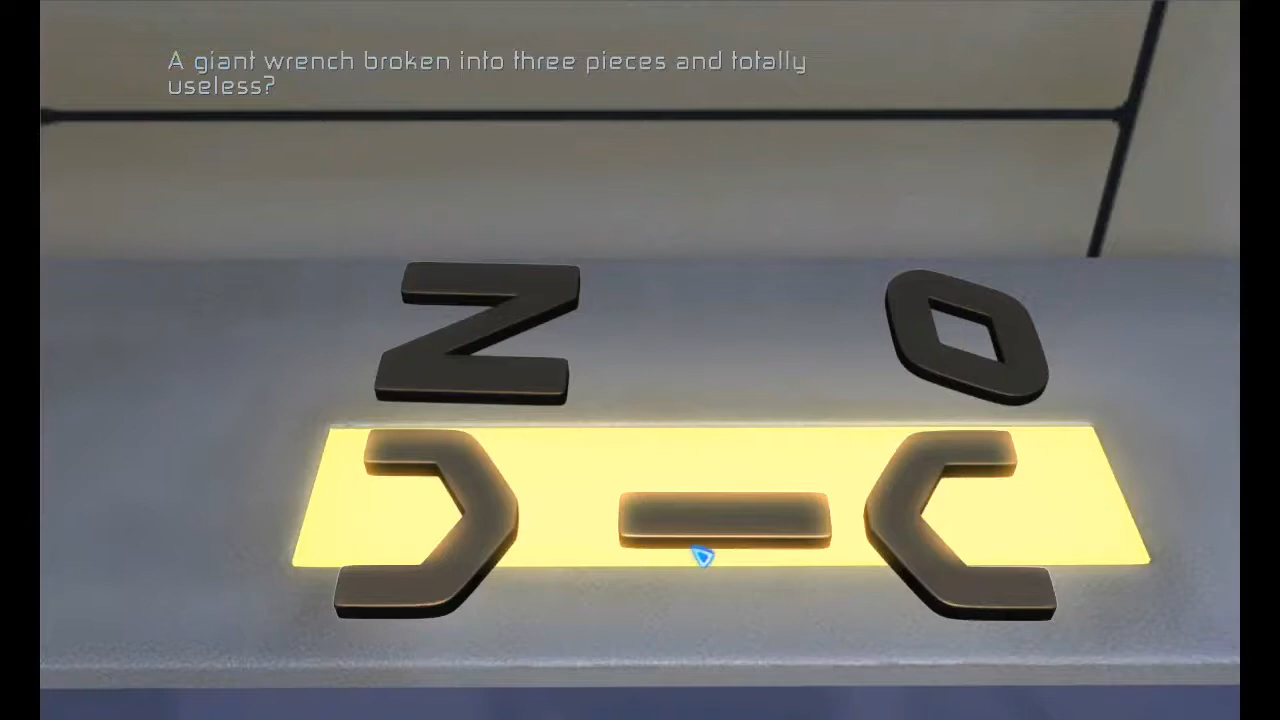 A giant wrench broken into three pieces and totally
useless?
N O